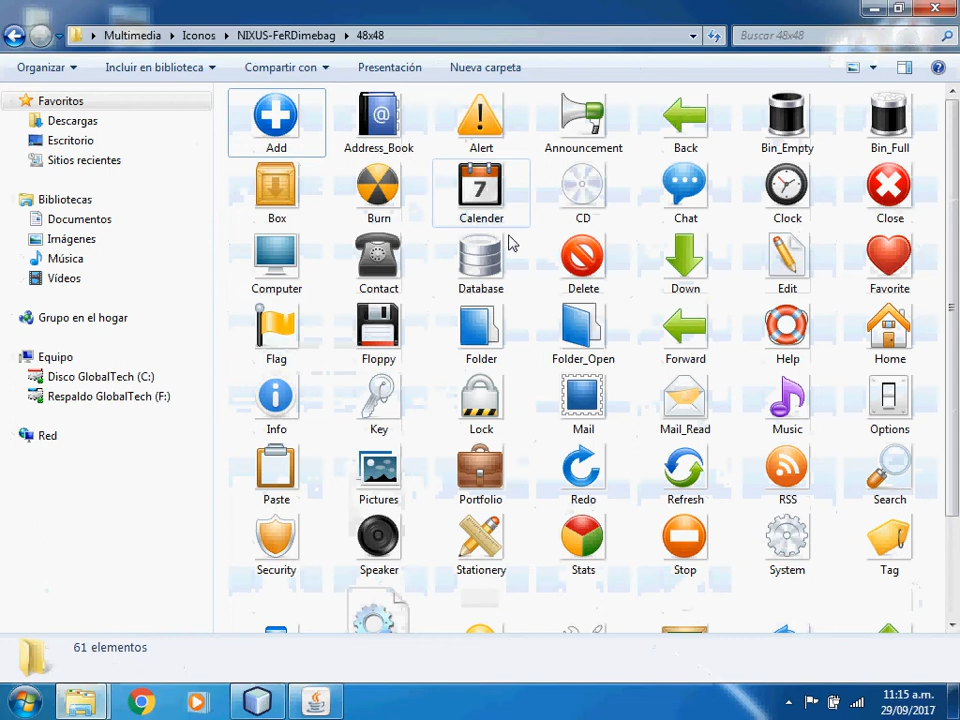 Multimedia Iconos NIXUS-FeRDimebag 48x48
Buscar 48x48
Organizar Incluir en biblioteca Compartir con Presentación Nueva carpeta
Favoritos
Descargas
Escritorio
Sitios recientes
Bibliotecas
Documentos
Imágenes
Música
Vídeos
Grupo en el hogar
Equipo
Disco GlobalTech (C:)
Respaldo GlobalTech (F:)
Red
Add Address_Book Alert Announcement Back Bin_Empty Bin_Full
@
7
Box Burn Calender CD Chat Clock Close
Computer Contact Database Delete Down Edit Favorite
Flag Floppy Folder Folder_Open Forward Help Home
Info Key Lock Mail Mail_Read Music Options
Paste Pictures Portfolio Redo Refresh RSS Search
Security Speaker Stationery Stats Stop System Tag
61 elementos
11:15 a.m.
29/09/2017